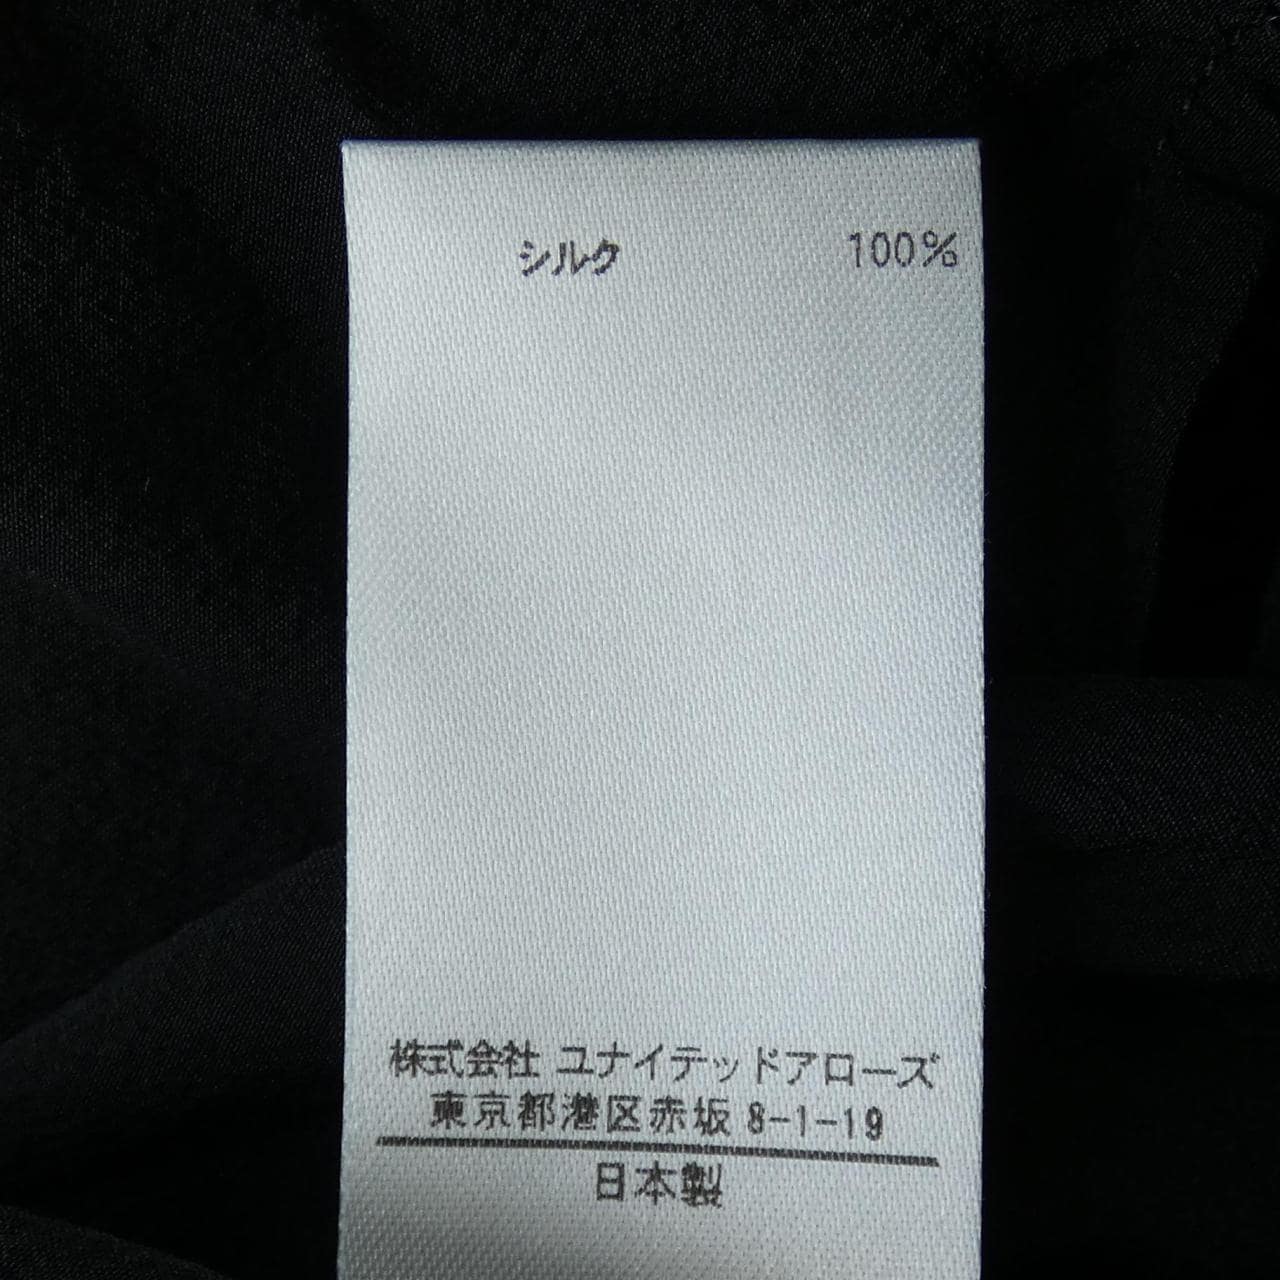 シルク 100%
株式会社 ユナイテッドアローズ
東京都港区赤坂 8-1-19
日本製